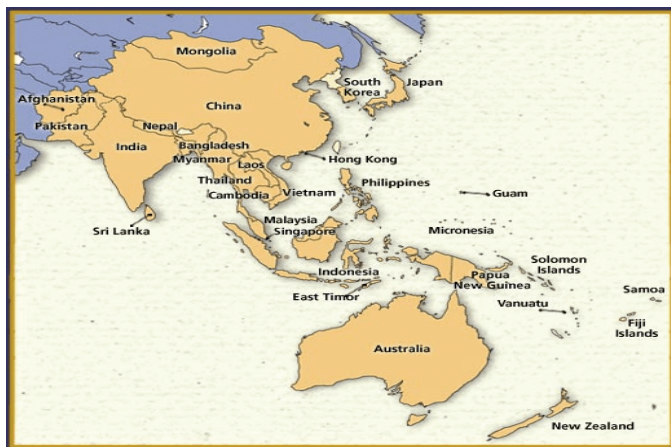 Mongolia
South
Korea
Japan
Afghanistan
China
Pakistan
Nepal
India
Bangladesh
Myanmar
Laos
Hong Kong
Thailand
Cambodia
Vietnam
Philippines
Guam
Sri Lanka
Malaysia
Singapore
Micronesia
Indonesia
Papua
New Guinea
Solomon
Islands
East Timor
Vanuatu
Samoa
Fiji
Islands
Australia
New Zealand